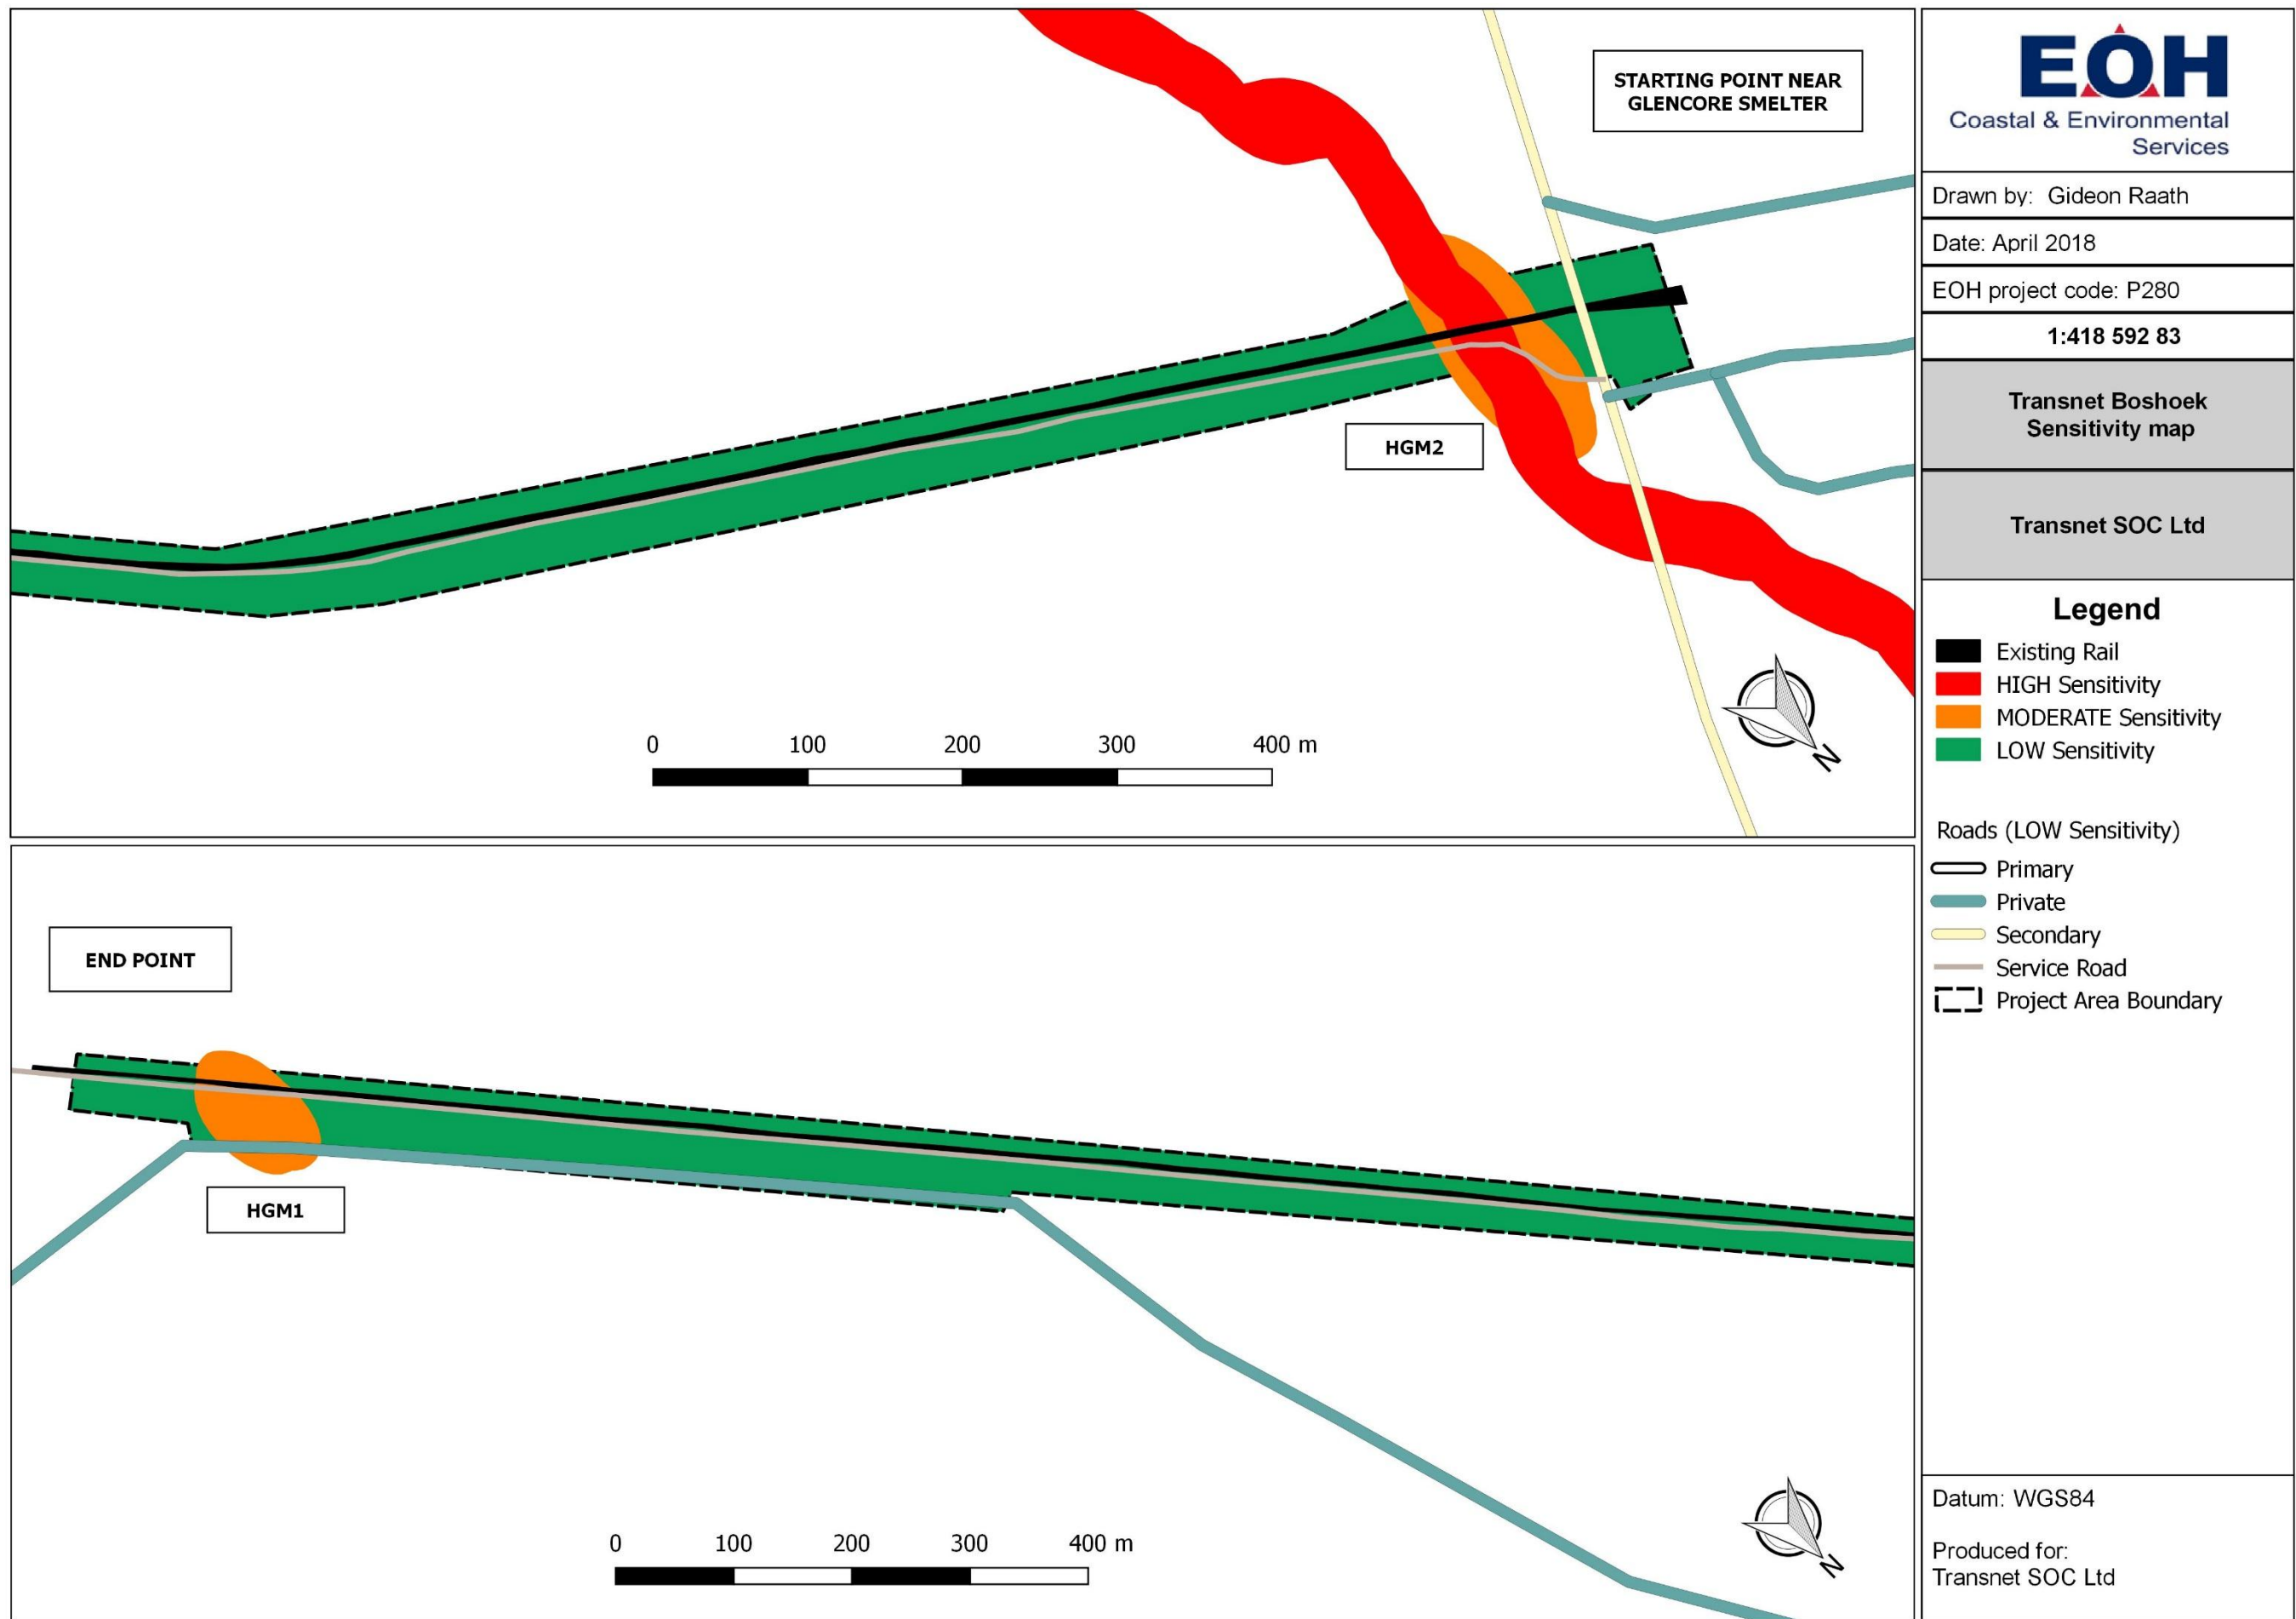 STARTING POINT NEAR
GLENCORE SMELTER
HGM2
0 100 200 300 400 m
N
END POINT
HGM1
0 100 200 300 400 m
N
EOH
Coastal & Environmental
Services
Drawn by: Gideon Raath
Date: April 2018
EOH project code: P280
1:418 592 83
Transnet Boshoek
Sensitivity map
Transnet SOC Ltd
Legend
Existing Rail
HIGH Sensitivity
MODERATE Sensitivity
LOW Sensitivity
Roads (LOW Sensitivity)
Primary
Private
Secondary
Service Road
Project Area Boundary
Datum: WGS84
Produced for:
Transnet SOC Ltd